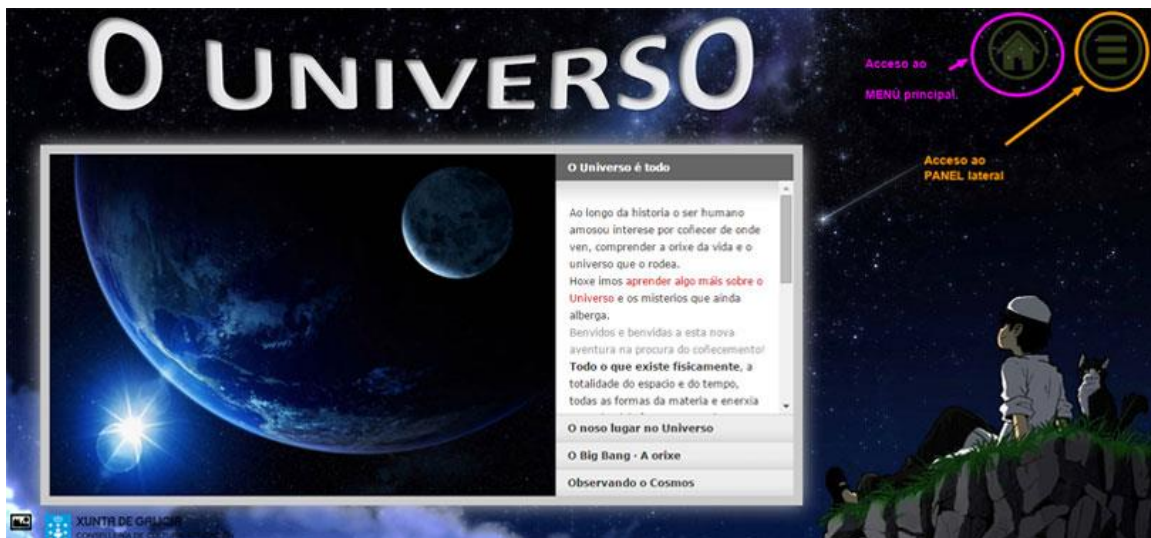 O UNIVERSO
Acceso ao
MENÚ principal.
Acceso ao
PANEL lateral
O Universo é todo
Ao longo da historia o ser humano
amosou interese por coñecer de onde
ven, comprender a orixe da vida e o
universo que o rodea.
Hoxe imos aprender algo máis sobre o
Universo e os misterios que ainda
alberga.
Benvidos e benvidas a esta nova
aventura na procura do coñecemento!
Todo o que existe físicamente, a
totalidade do espacio e do tempo,
todas as formas da materia e enerxía
O noso lugar no Universo
O Big Bang - A orixe
Observando o Cosmos
XUNTA DE GALICIA